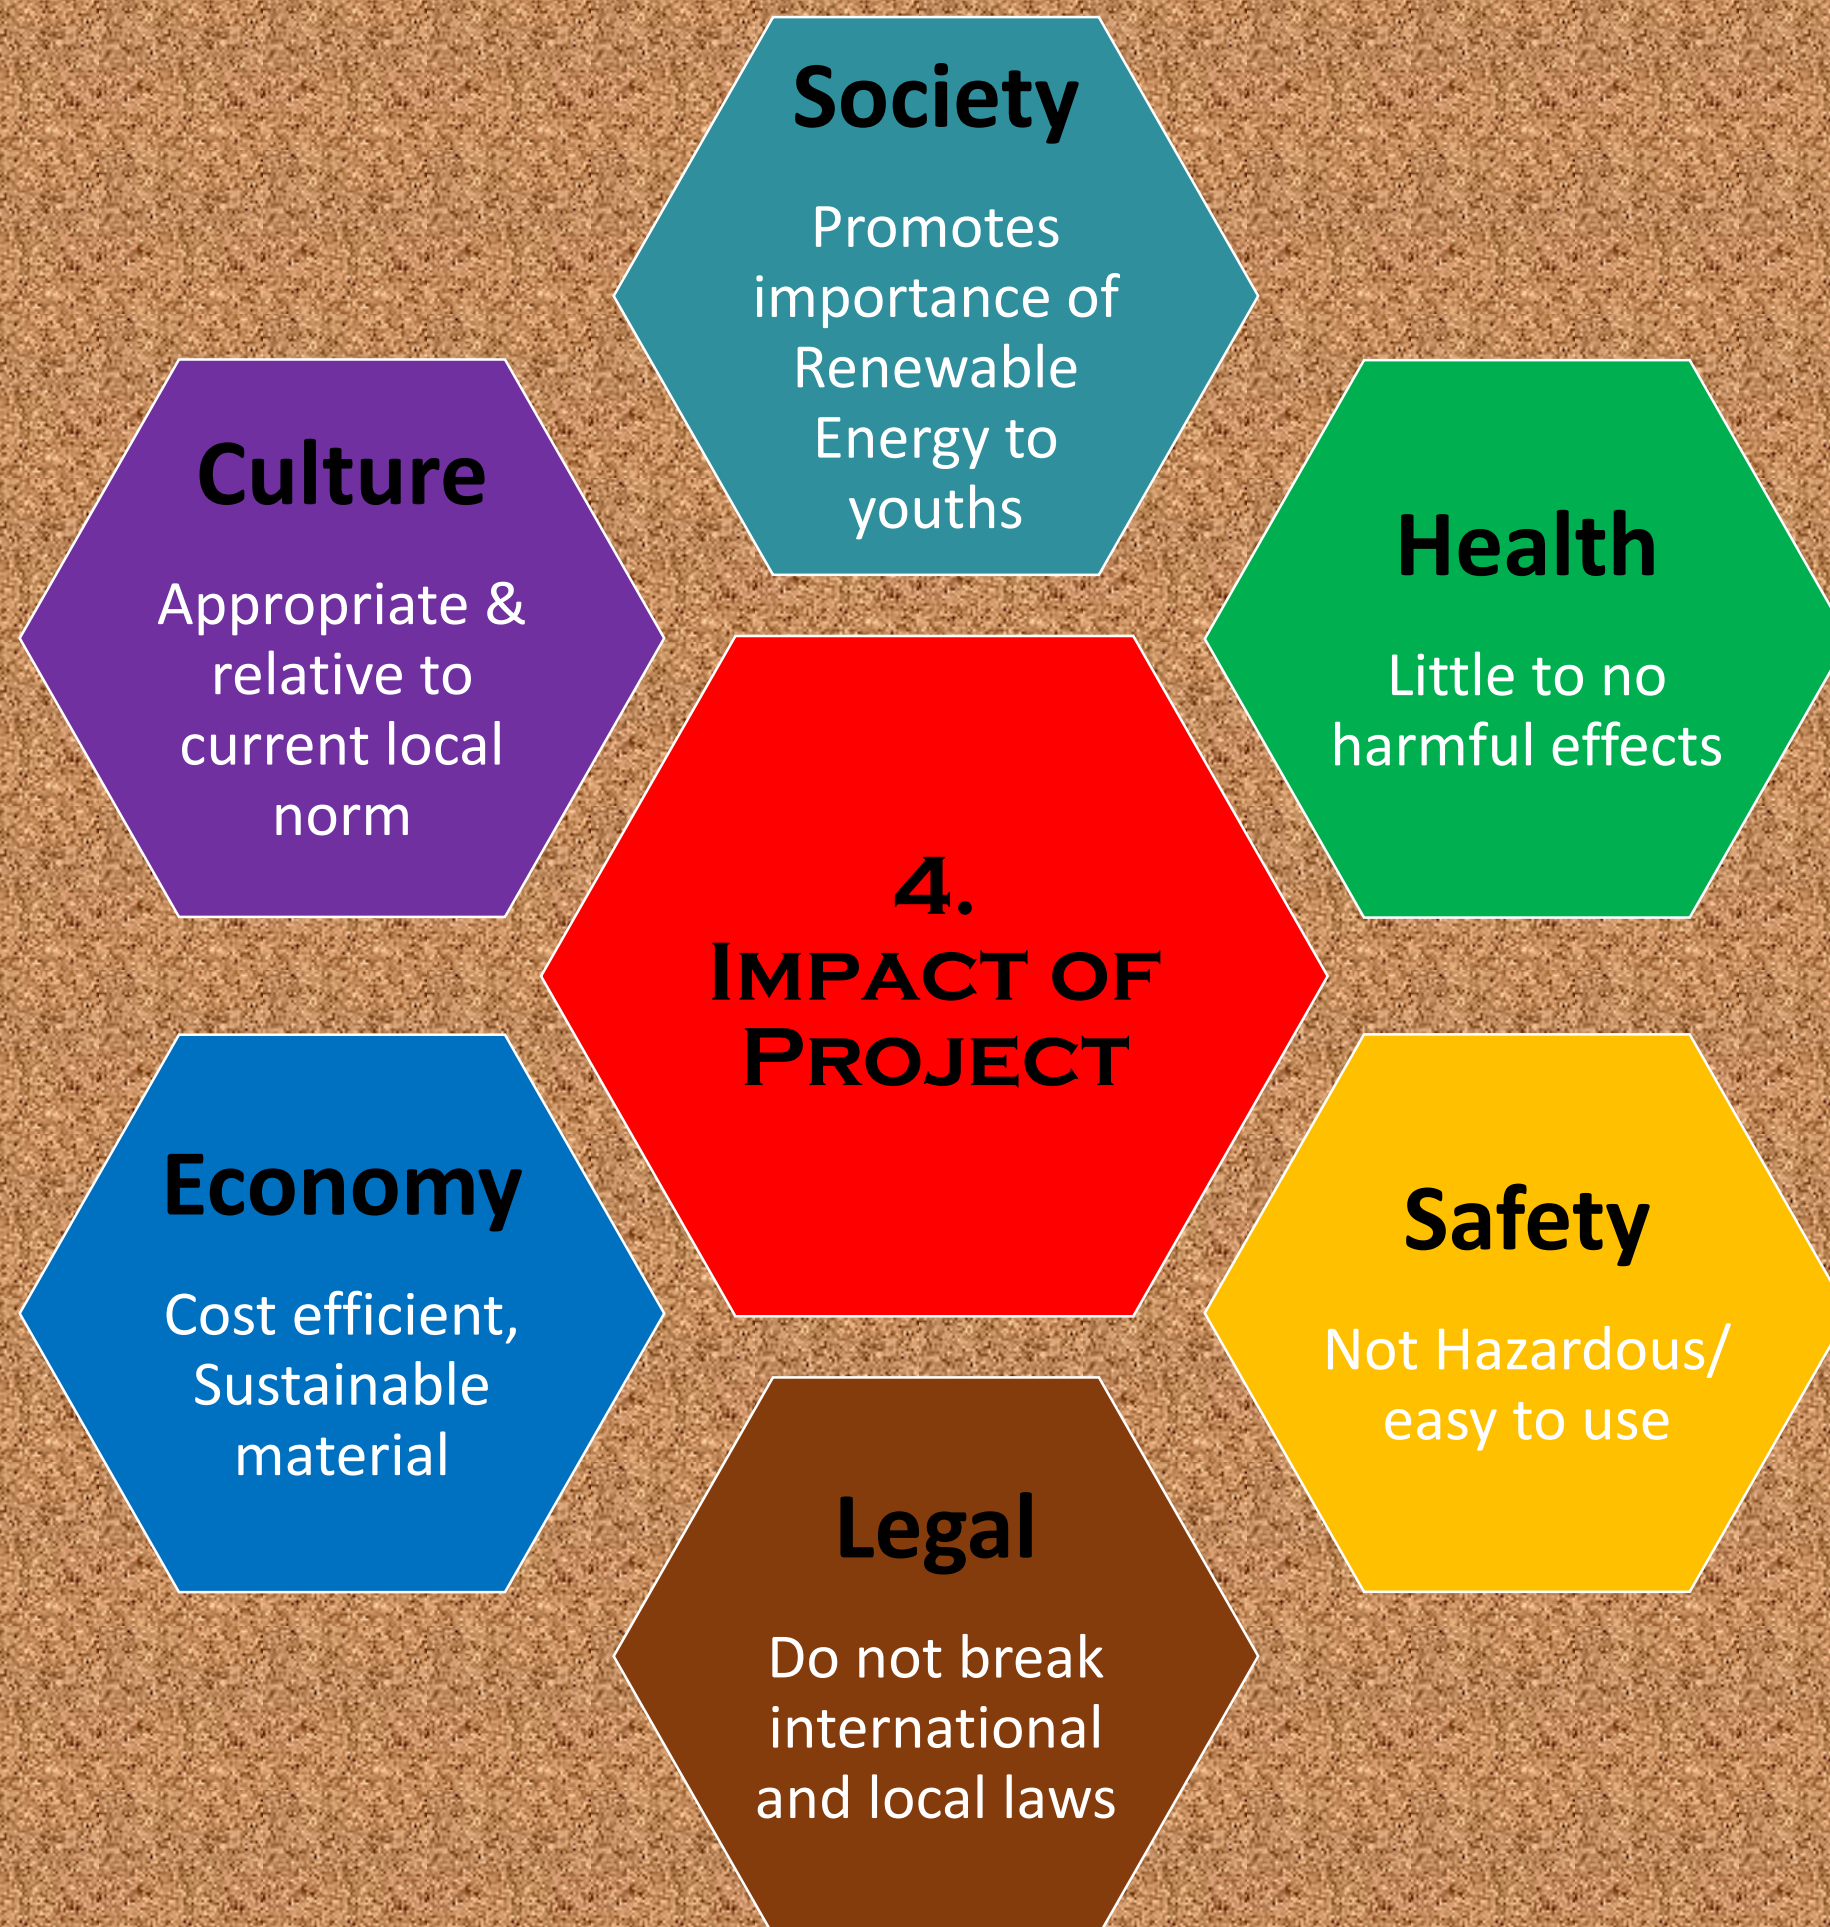 Society
Promotes
importance of
Renewable
Energy to
youths
Culture
Appropriate &
relative to
current local
norm
Health
Little to no
harmful effects
4.
IMPACT OF
PROJECT
Economy
Cost efficient,
Sustainable
material
Safety
Not Hazardous/
easy to use
Legal
Do not break
international
and local laws